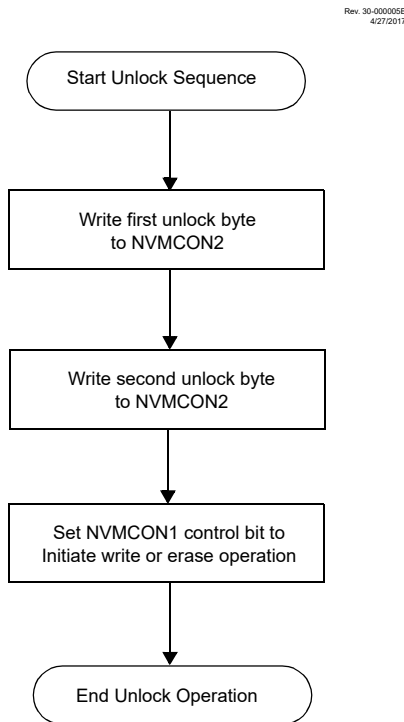 Rev. 30-000005B
4/27/2017
Start Unlock Sequence
Write first unlock byte
to NVMCON2
Write second unlock byte
to NVMCON2
Set NVMCON1 control bit to
Initiate write or erase operation
End Unlock Operation